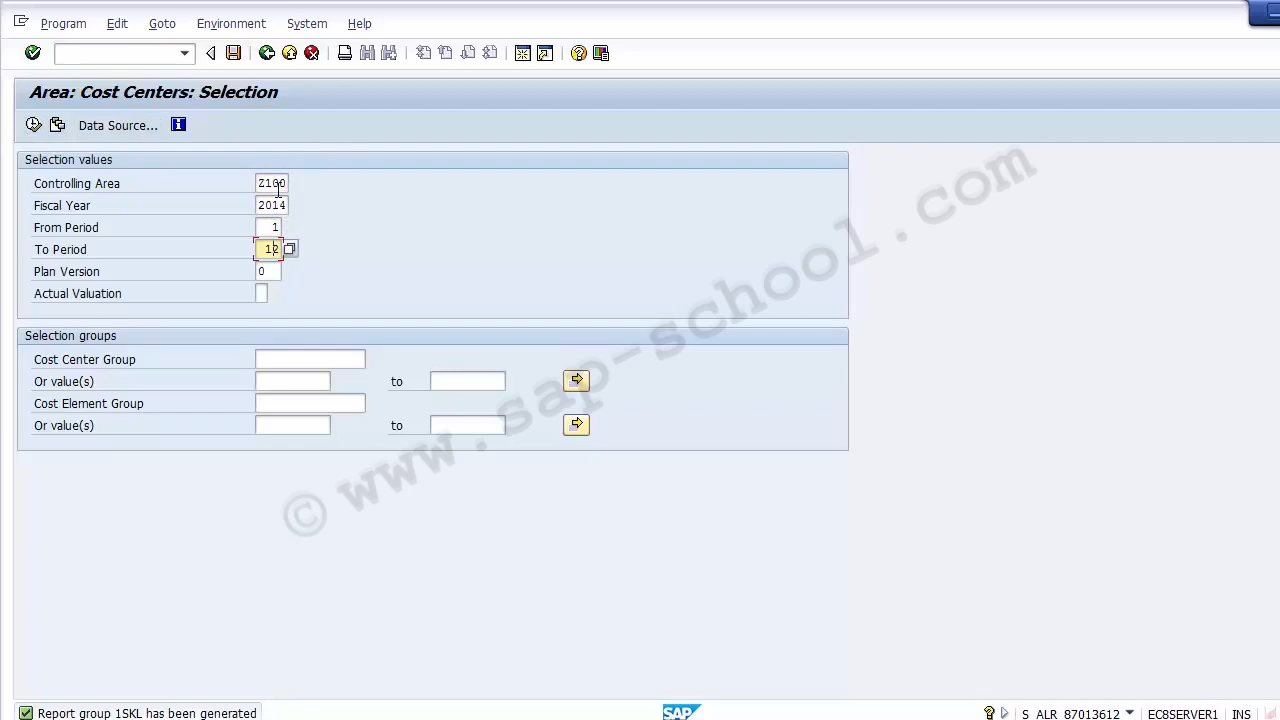 Program Edit Goto Environment System Help
Area: Cost Centers: Selection
Data Source...
Selection values
Controlling Area Z100
Fiscal Year 2014
From Period 1
To Period 12
Plan Version 0
Actual Valuation
Selection groups
Cost Center Group
Or value(s) to
Cost Element Group
Or value(s) to
© www.sap-school.com
Report group 1SKL has been generated SAP S_ALR_87013612 EC8SERVER1 INS